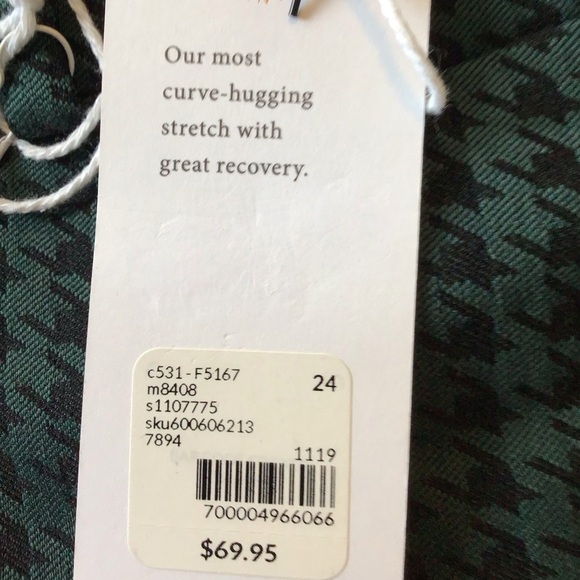 Our most
curve-hugging
stretch with
great recovery.
c531-F5167 24
m8408
s1107775
sku600606213
7894
1119
700004966066
$69.95